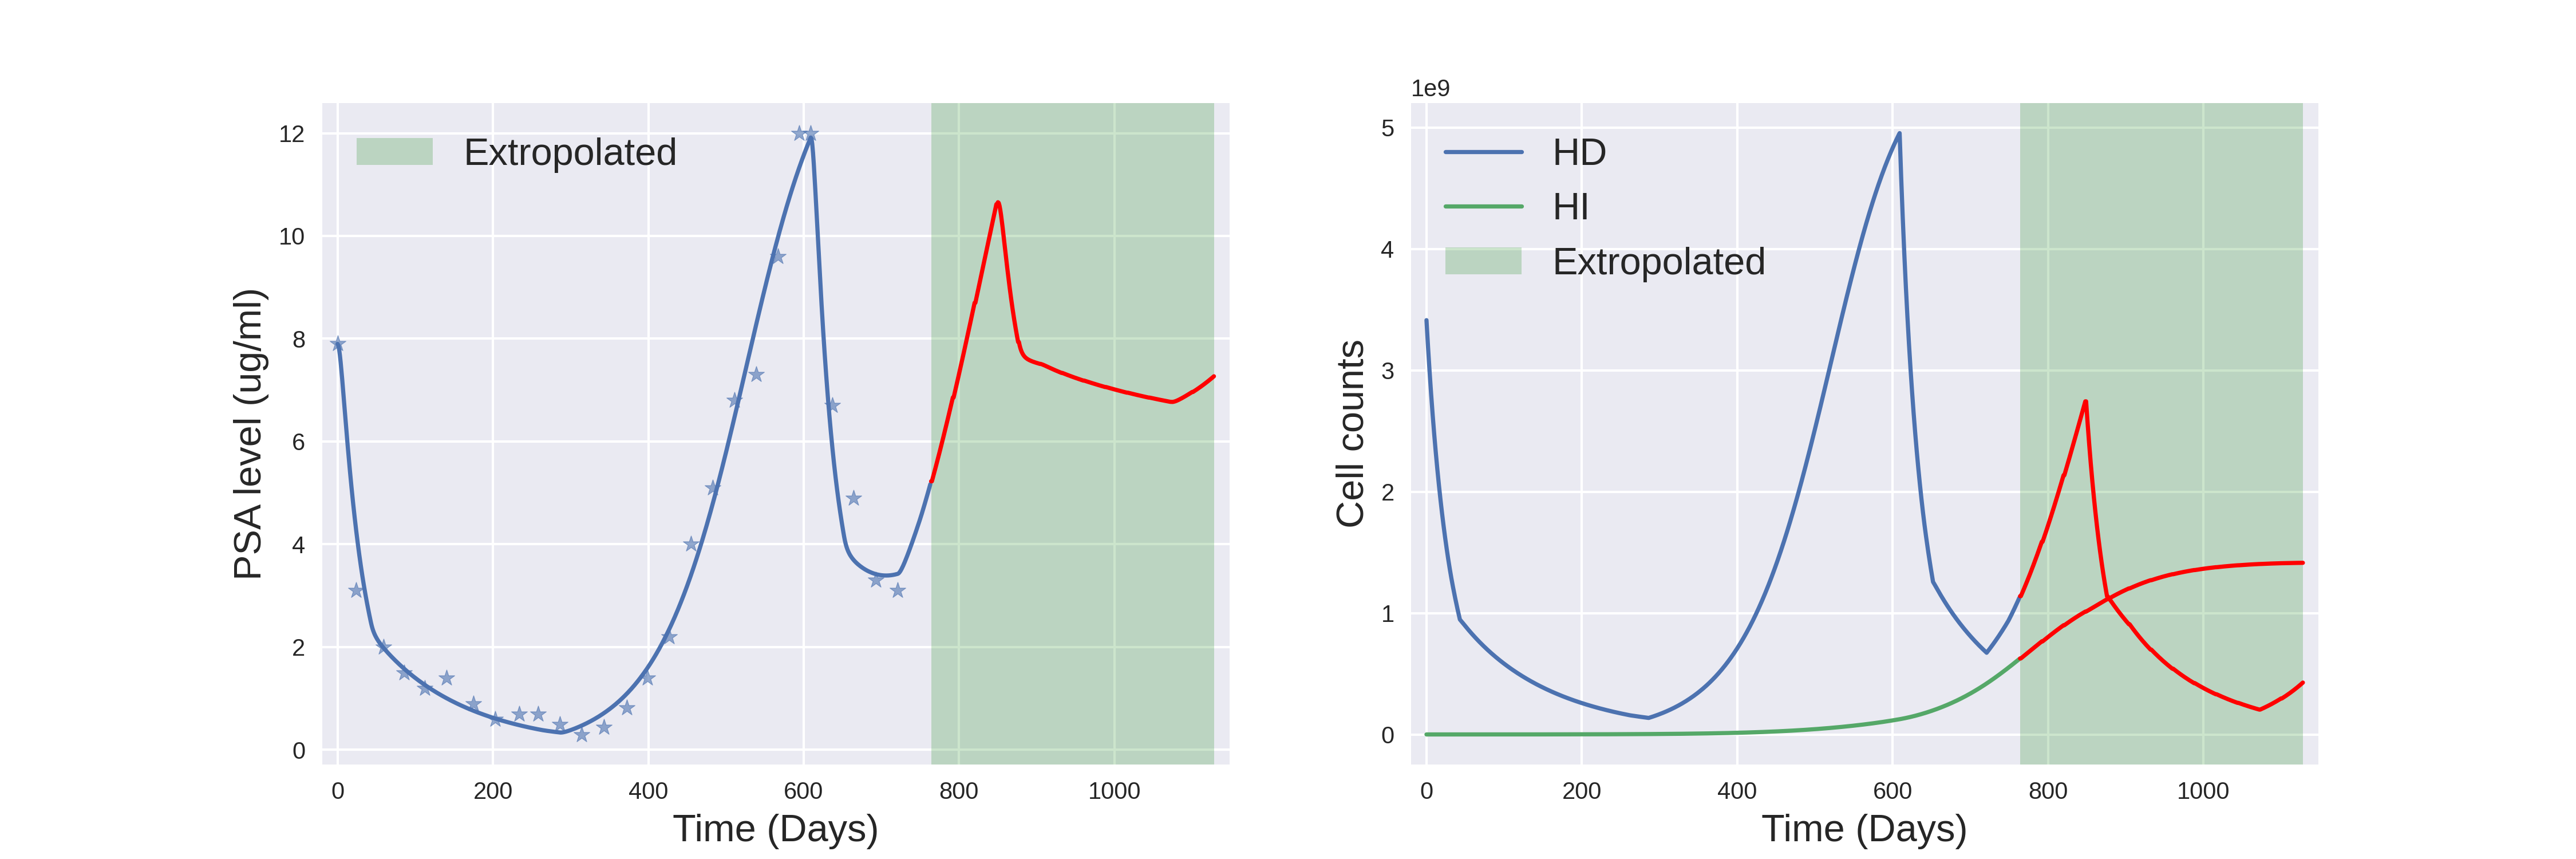 12
10
8
6
4
2
0
PSA level (ug/ml)
Extropolated
0 200 400 600 800 1000
Time (Days)
1e9
5
4
3
2
1
0
Cell counts
HD
HI
Extropolated
0 200 400 600 800 1000
Time (Days)